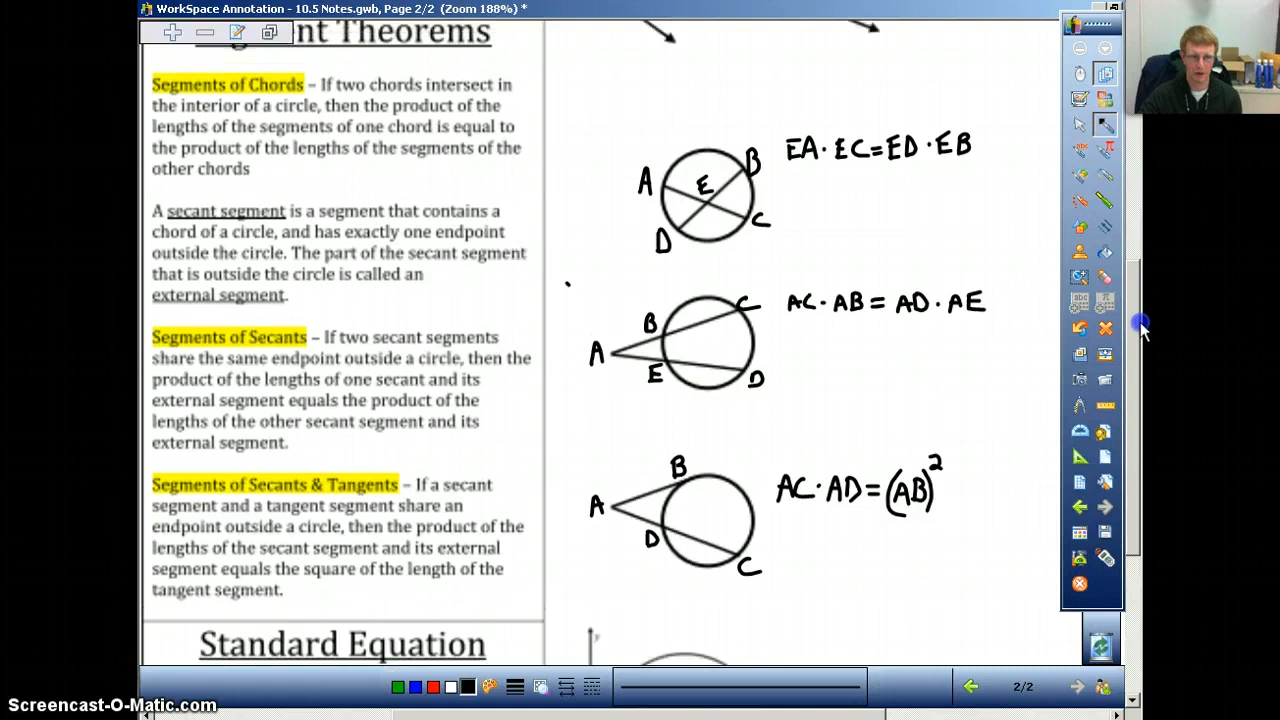 WorkSpace Annotation - 10.5 Notes.gwb, Page 2/2 (Zoom 188%) *
nt Theorems
Segments of Chords – If two chords intersect in
the interior of a circle, then the product of the
lengths of the segments of one chord is equal to
the product of the lengths of the segments of the
other chords
A secant segment is a segment that contains a
chord of a circle, and has exactly one endpoint
outside the circle. The part of the secant segment
that is outside the circle is called an
external segment.
Segments of Secants – If two secant segments
share the same endpoint outside a circle, then the
product of the lengths of one secant and its
external segment equals the product of the
lengths of the other secant segment and its
external segment.
Segments of Secants & Tangents – If a secant
segment and a tangent segment share an
endpoint outside a circle, then the product of the
lengths of the secant segment and its external
segment equals the square of the length of the
tangent segment.
Standard Equation
A
B
E
D
C
EA · EC = ED · EB
B
C
A
E
D
AC · AB = AD · AE
B
A
D
C
AC · AD = (AB)²
y
abc
π
2/2
Screencast-O-Matic.com